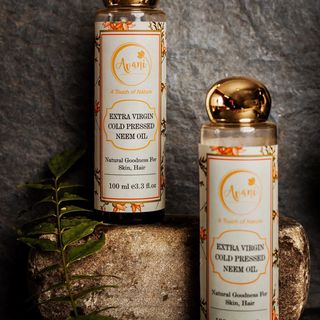 Avani
A Touch of Nature
EXTRA VIRGIN
COLD PRESSED
NEEM OIL
Natural Goodness For
Skin, Hair
100 ml e3.3 fl oz
Avani
A Touch of Nature
EXTRA VIRGIN
COLD PRESSED
NEEM OIL
Natural Goodness For
Skin, Hair